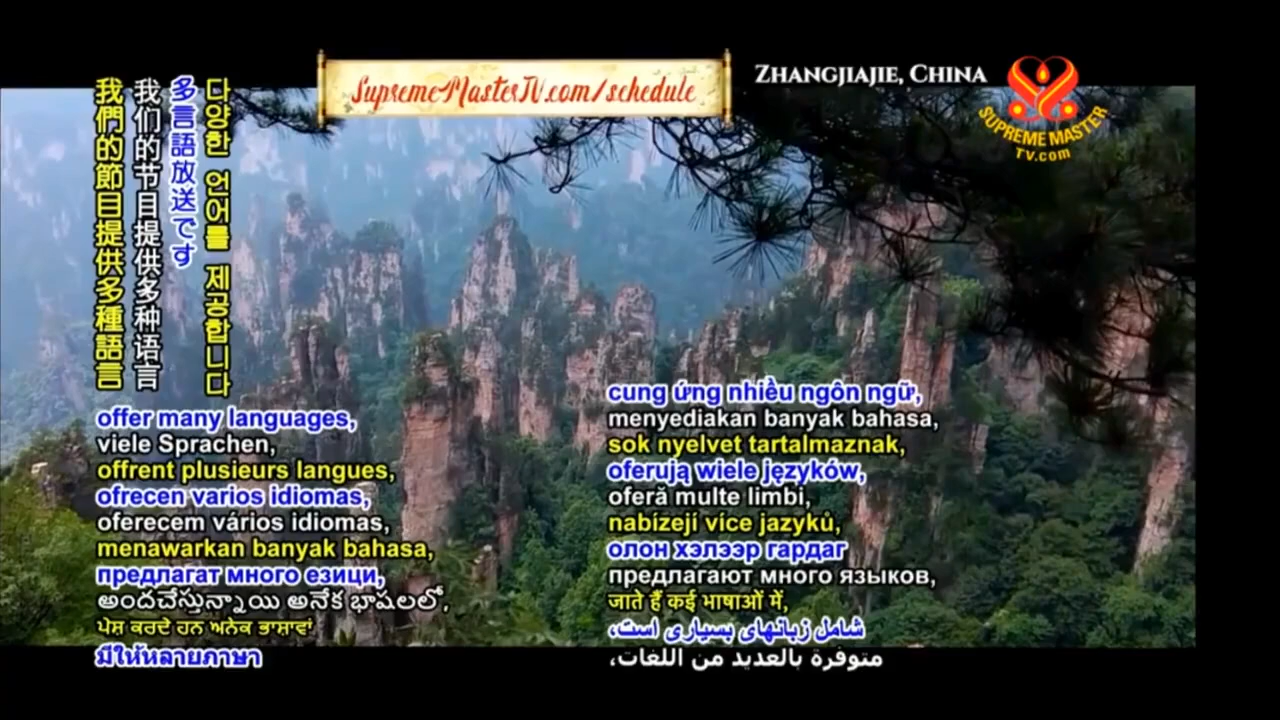 SupremeMasterTV.com/schedule
ZHANGJIAJIE, CHINA
SUPREME MASTER
TV.com
다양한 언어를 제공합니다
多言語放送です
我们的节目提供多种语言
我們的節目提供多種語言
offer many languages,
viele Sprachen,
offrent plusieurs langues,
ofrecen varios idiomas,
oferecem vários idiomas,
menawarkan banyak bahasa,
предлагат много езици,
అందచేస్తున్నాయి అనేక భాషలలో,
ਪੇਸ਼ ਕਰਦੇ ਹਨ ਅਨੇਕ ਭਾਸ਼ਾਵਾਂ
มีให้หลายภาษา
cung ứng nhiều ngôn ngữ,
menyediakan banyak bahasa,
sok nyelvet tartalmaznak,
oferują wiele języków,
oferă multe limbi,
nabízejí více jazyků,
олон хэлээр гардаг
предлагают много языков,
जाते हैं कई भाषाओं में,
شامل زبانهای بسیاری است،
متوفرة بالعديد من اللغات،